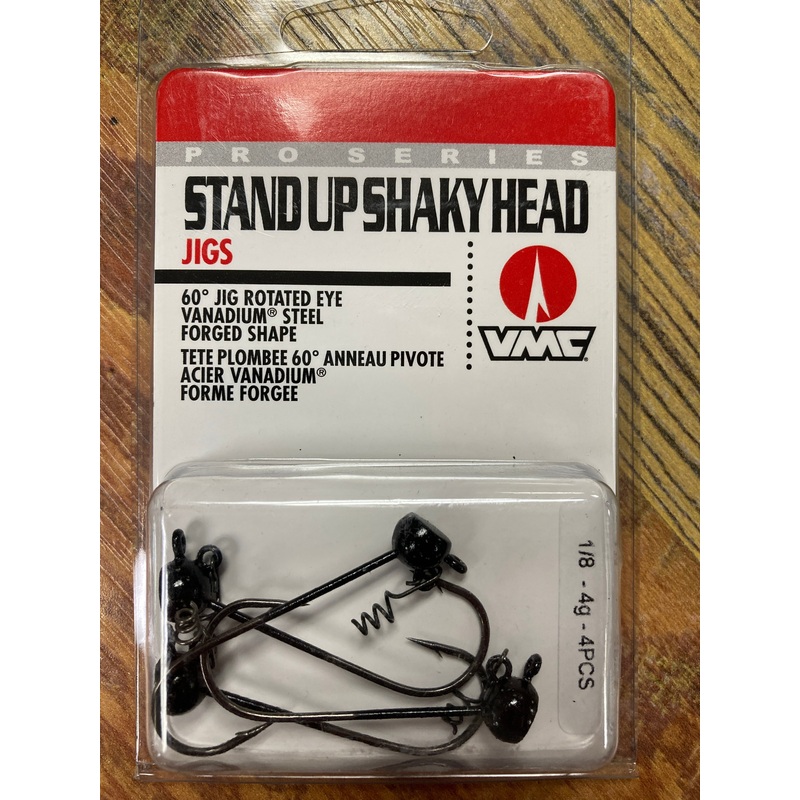 PRO SERIES
STAND UP SHAKY HEAD
JIGS
60° JIG ROTATED EYE
VANADIUM® STEEL
FORGED SHAPE
TETE PLOMBEE 60° ANNEAU PIVOTE
ACIER VANADIUM®
FORME FORGEE
VMC®
1/8 - 4g - 4PCS